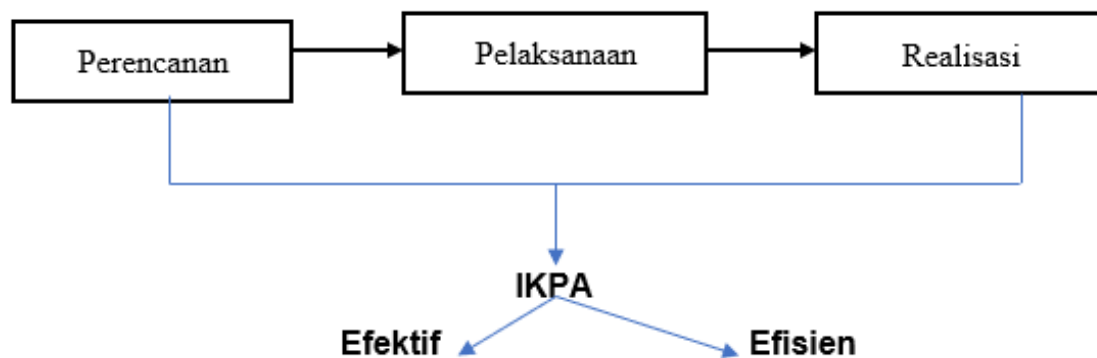 Perencanan
Pelaksanaan
Realisasi
IKPA
Efektif
Efisien